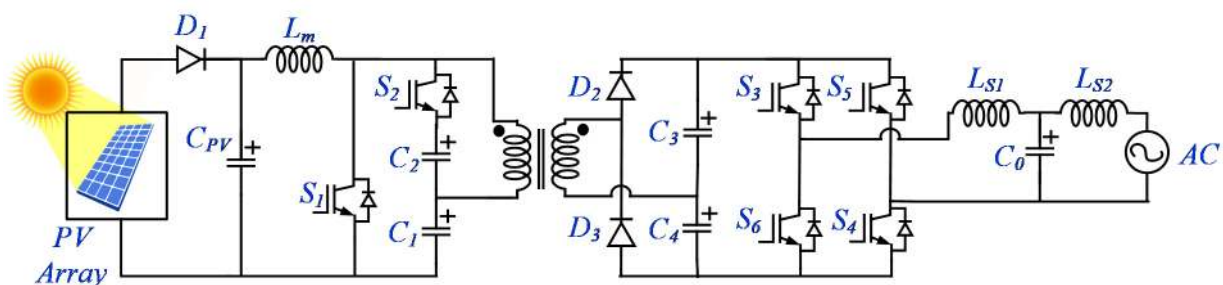 D1
Lm
S2
D2
S3
S5
LS1
LS2
CPV
C2
C3
C0
AC
S1
C1
D3
C4
S6
S4
PV
Array